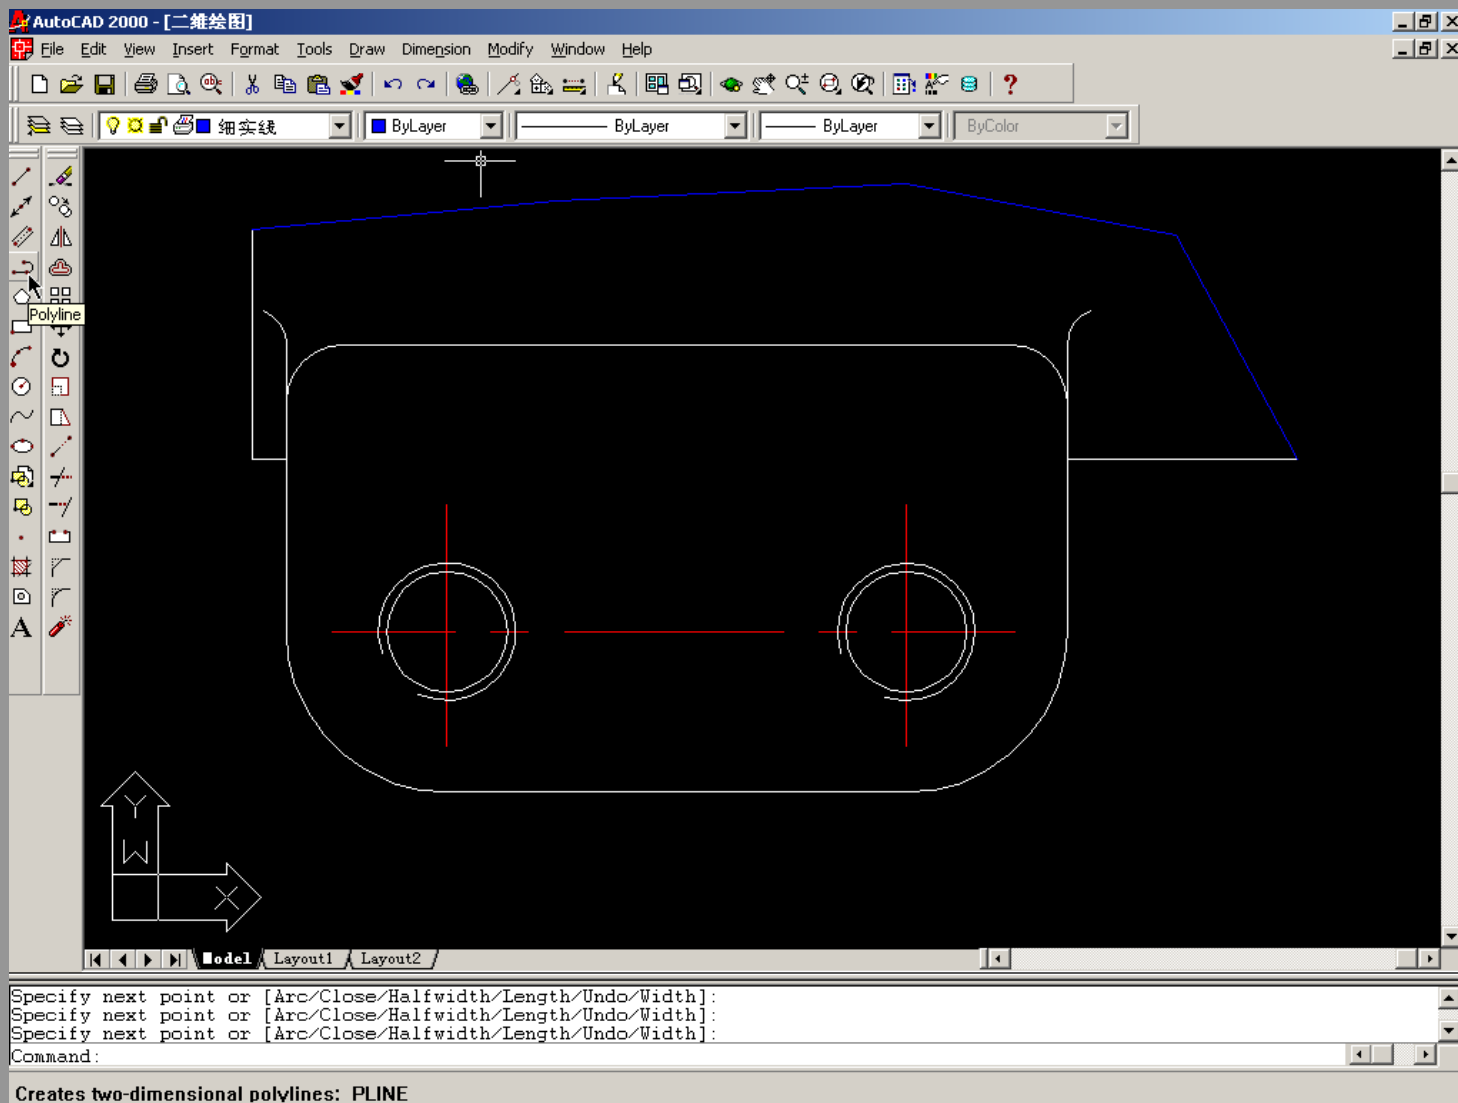 AutoCAD 2000 - [二维绘图]
File Edit View Insert Format Tools Draw Dimension Modify Window Help
细实线 ByLayer ByLayer ByLayer ByColor
Polyline
A
Y
W
X
Model Layout1 Layout2
Specify next point or [Arc/Close/Halfwidth/Length/Undo/Width]:
Specify next point or [Arc/Close/Halfwidth/Length/Undo/Width]:
Specify next point or [Arc/Close/Halfwidth/Length/Undo/Width]:
Command:
Creates two-dimensional polylines: PLINE